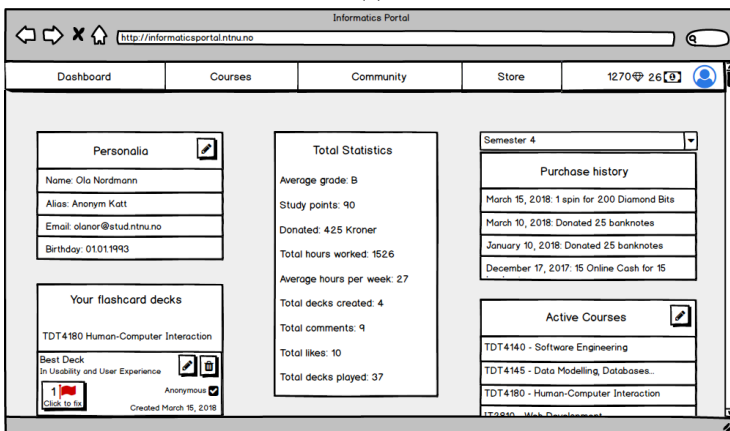 Informatics Portal
http://informaticsportal.ntnu.no
Dashboard
Courses
Community
Store
1270 26
Personalia
Name: Ola Nordmann
Alias: Anonym Katt
Email: olanor@stud.ntnu.no
Birthday: 01.01.1993
Your flashcard decks
TDT4180 Human-Computer Interaction
Best Deck
In Usability and User Experience
1
Click to fix
Anonymous
Created March 15, 2018
Total Statistics
Average grade: B
Study points: 90
Donated: 425 Kroner
Total hours worked: 1526
Average hours per week: 27
Total decks created: 4
Total comments: 9
Total likes: 10
Total decks played: 37
Semester 4
Purchase history
March 15, 2018: 1 spin for 200 Diamond Bits
March 10, 2018: Donated 25 banknotes
January 10, 2018: Donated 25 banknotes
December 17, 2017: 15 Online Cash for 15
Active Courses
TDT4140 - Software Engineering
TDT4145 - Data Modelling, Databases...
TDT4180 - Human-Computer Interaction
IT2810 - Web Development